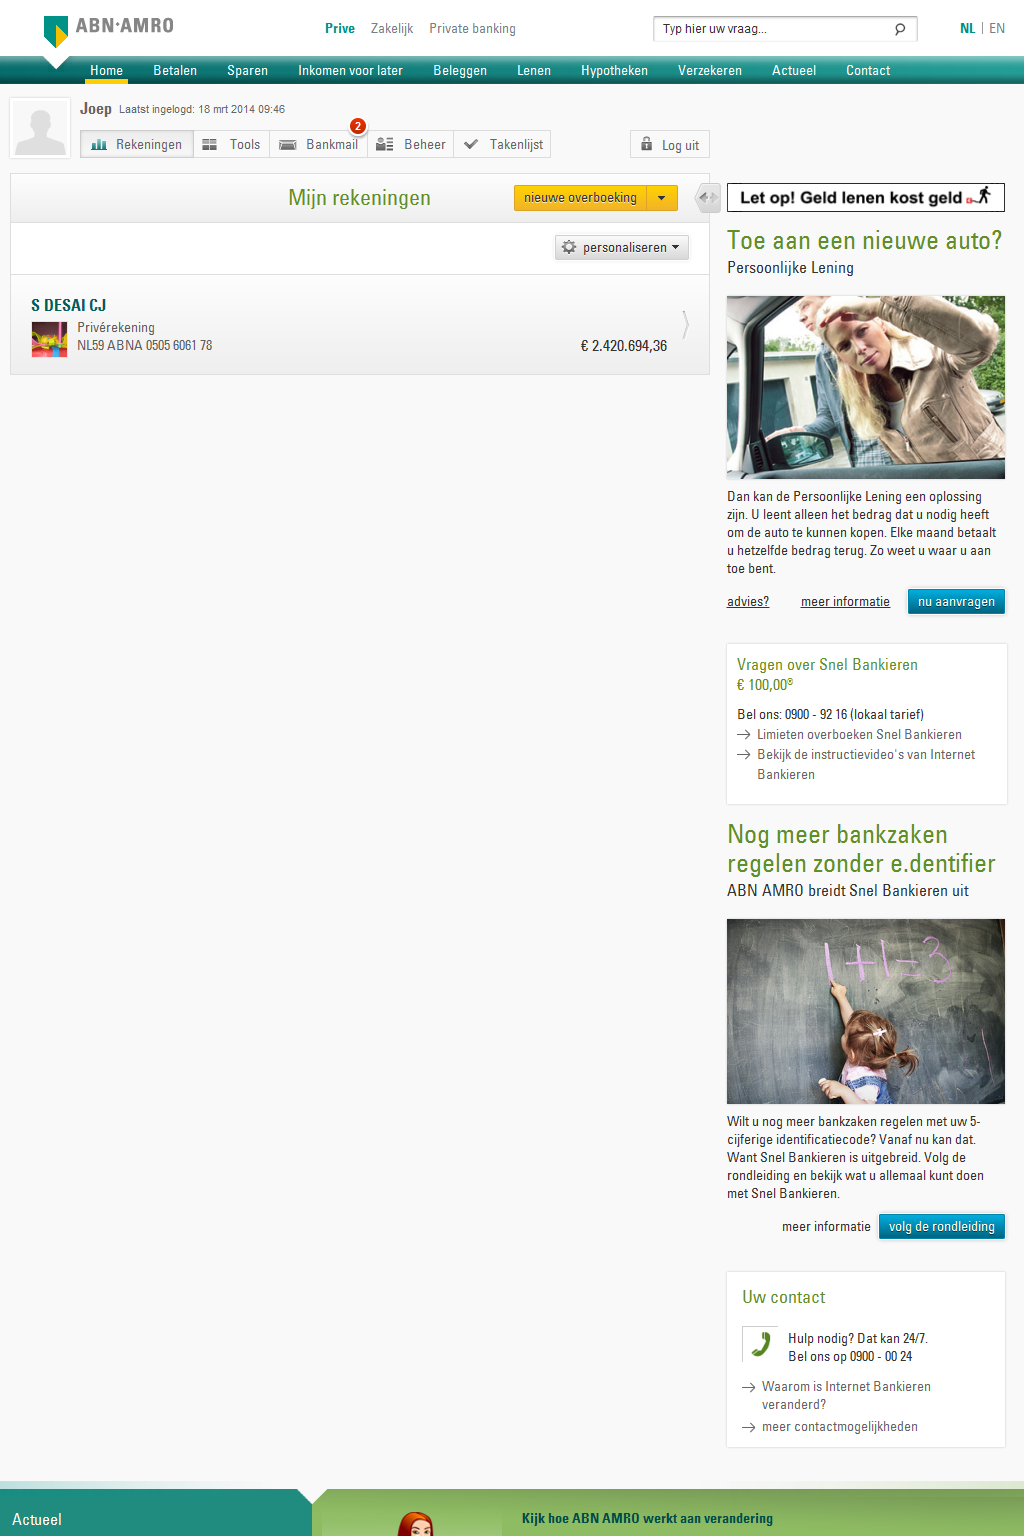 ABN·AMRO
Prive Zakelijk Private banking
Typ hier uw vraag...
NL | EN
Home Betalen Sparen Inkomen voor later Beleggen Lenen Hypotheken Verzekeren Actueel Contact
Joep Laatst ingelogd: 18 mrt 2014 09:46
2
Rekeningen Tools Bankmail Beheer Takenlijst Log uit
Mijn rekeningen
nieuwe overboeking
personaliseren
S DESAI CJ
Privérekening
NL59 ABNA 0505 6061 78
€ 2.420.694,36
Let op! Geld lenen kost geld
Toe aan een nieuwe auto?
Persoonlijke Lening
Dan kan de Persoonlijke Lening een oplossing
zijn. U leent alleen het bedrag dat u nodig heeft
om de auto te kunnen kopen. Elke maand betaalt
u hetzelfde bedrag terug. Zo weet u waar u aan
toe bent.
advies? meer informatie nu aanvragen
Vragen over Snel Bankieren
€ 100,00®
Bel ons: 0900 - 92 16 (lokaal tarief)
Limieten overboeken Snel Bankieren
Bekijk de instructievideo's van Internet
Bankieren
Nog meer bankzaken
regelen zonder e.dentifier
ABN AMRO breidt Snel Bankieren uit
1+1=3
Wilt u nog meer bankzaken regelen met uw 5-
cijferige identificatiecode? Vanaf nu kan dat.
Want Snel Bankieren is uitgebreid. Volg de
rondleiding en bekijk wat u allemaal kunt doen
met Snel Bankieren.
meer informatie volg de rondleiding
Uw contact
Hulp nodig? Dat kan 24/7.
Bel ons op 0900 - 00 24
Waarom is Internet Bankieren
veranderd?
meer contactmogelijkheden
Actueel
Kijk hoe ABN AMRO werkt aan verandering